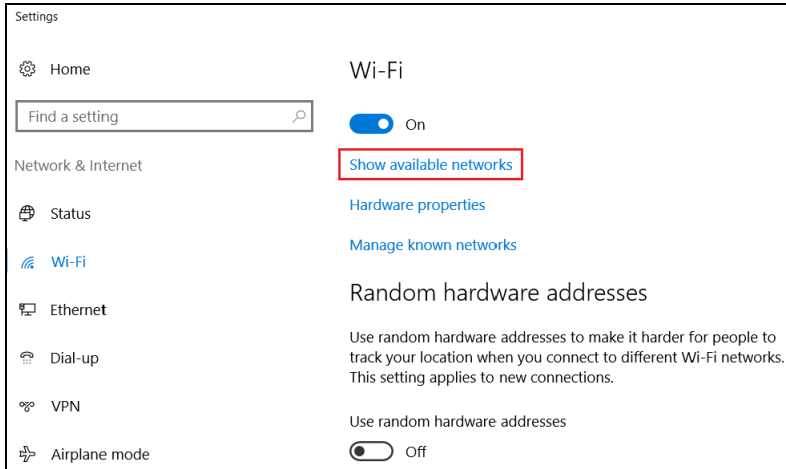 Settings
Home
Find a setting
Network & Internet
Status
Wi-Fi
Ethernet
Dial-up
VPN
Airplane mode
Wi-Fi
On
Show available networks
Hardware properties
Manage known networks
Random hardware addresses
Use random hardware addresses to make it harder for people to
track your location when you connect to different Wi-Fi networks.
This setting applies to new connections.
Use random hardware addresses
Off